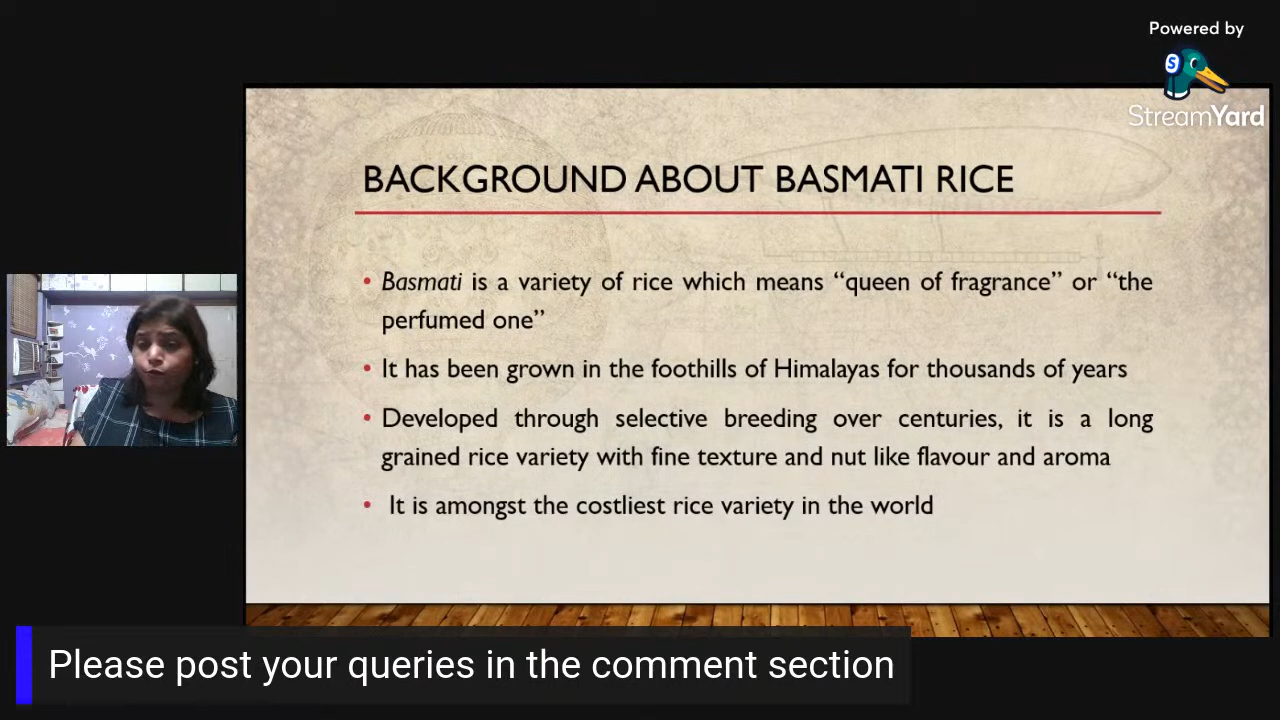 Powered by
S
StreamYard
BACKGROUND ABOUT BASMATI RICE
• Basmati is a variety of rice which means “queen of fragrance” or “the
perfumed one”
• It has been grown in the foothills of Himalayas for thousands of years
• Developed through selective breeding over centuries, it is a long
grained rice variety with fine texture and nut like flavour and aroma
• It is amongst the costliest rice variety in the world
Please post your queries in the comment section